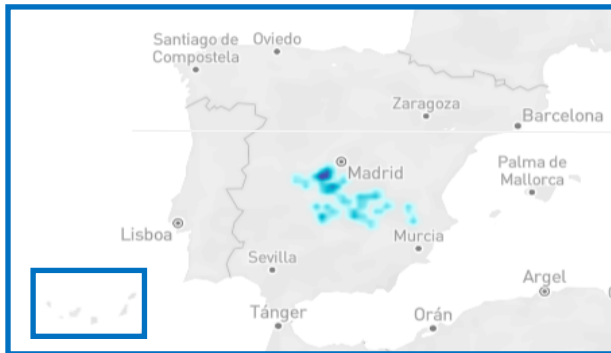 Santiago de
Compostela
Oviedo
Zaragoza
Barcelona
Madrid
Palma de
Mallorca
Lisboa
Murcia
Sevilla
Argel
Tánger
Orán